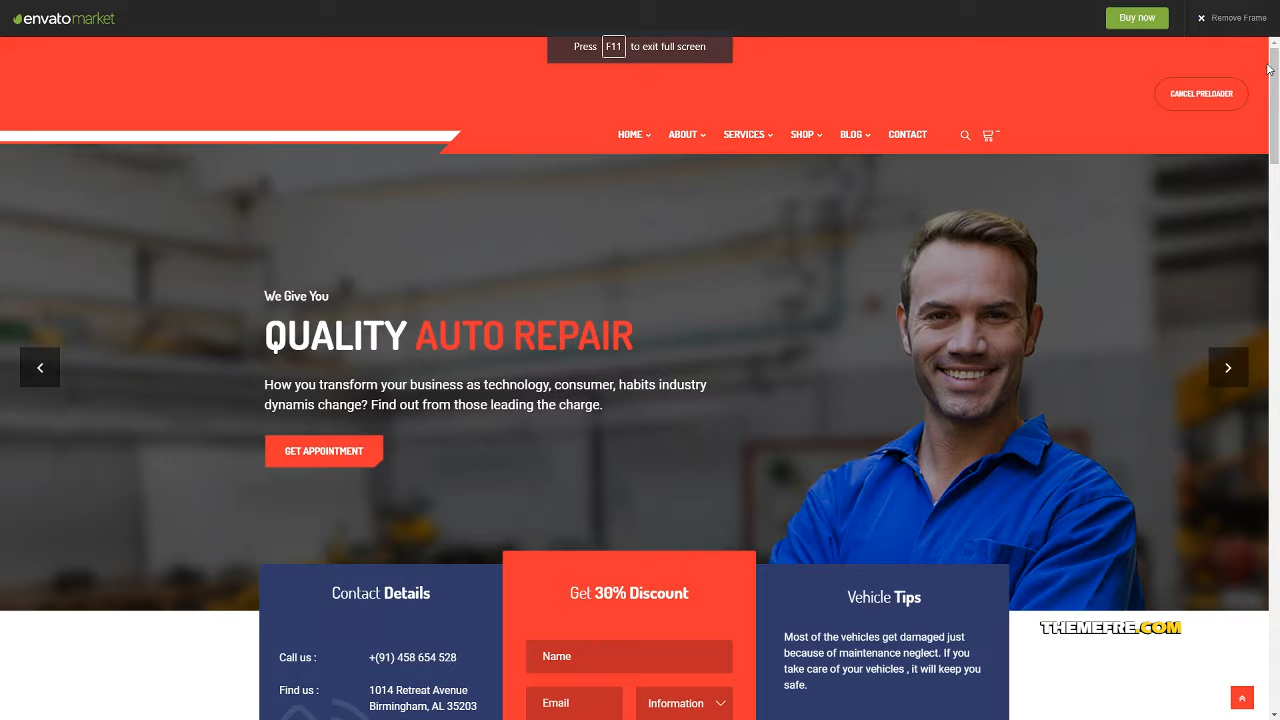 envatomarket
Buy now
Remove Frame
Press F11 to exit full screen
CANCEL PRELOADER
HOME
ABOUT
SERVICES
SHOP
BLOG
CONTACT
We Give You
QUALITY AUTO REPAIR
How you transform your business as technology, consumer, habits industry
dynamis change? Find out from those leading the charge.
GET APPOINTMENT
Contact Details
Call us : +(91) 458 654 528
Find us : 1014 Retreat Avenue
Birmingham, AL 35203
Get 30% Discount
Name
Email
Information
Vehicle Tips
Most of the vehicles get damaged just
because of maintenance neglect. If you
take care of your vehicles , it will keep you
safe.
THEMEFRE.COM